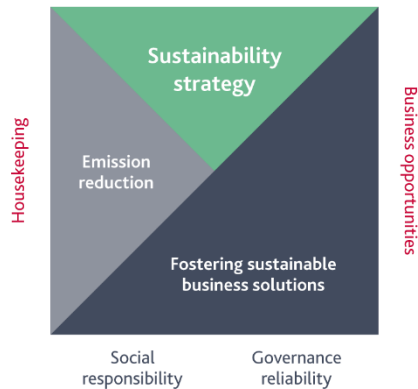 Sustainability
strategy
Housekeeping
Emission
reduction
Business opportunities
Fostering sustainable
business solutions
Social
responsibility
Governance
reliability